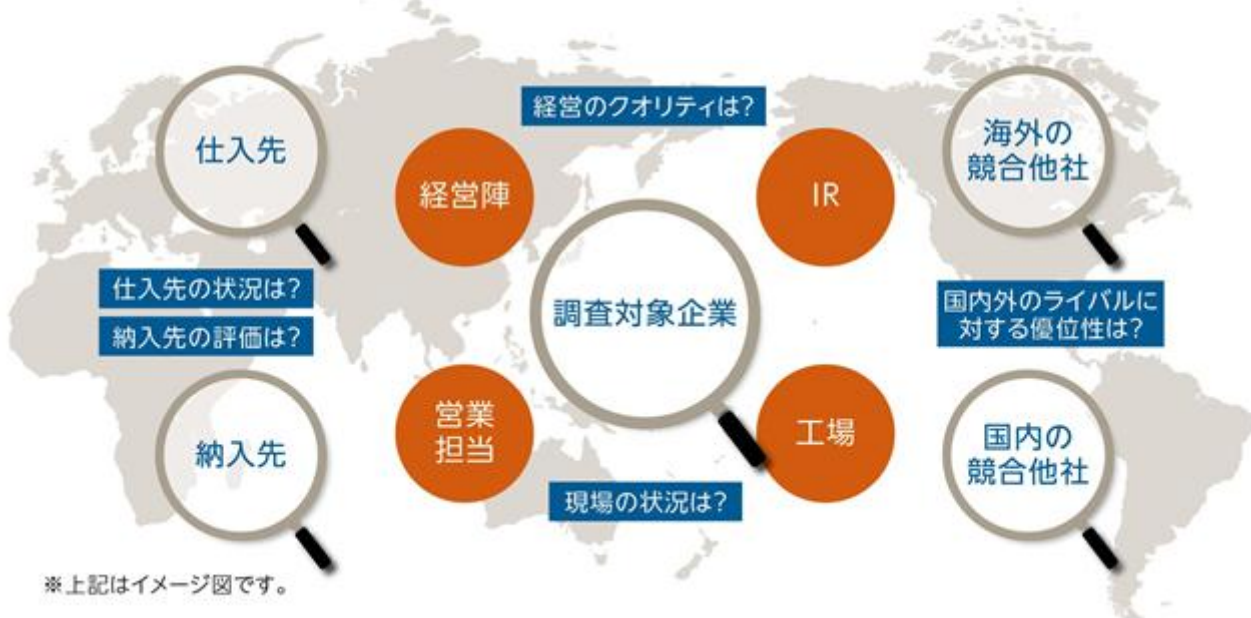 経営のクオリティは?
仕入先
経営陣
IR
海外の
競合他社
調査対象企業
仕入先の状況は?
納入先の評価は?
国内外のライバルに
対する優位性は?
納入先
営業
担当
工場
国内の
競合他社
現場の状況は?
※上記はイメージ図です。